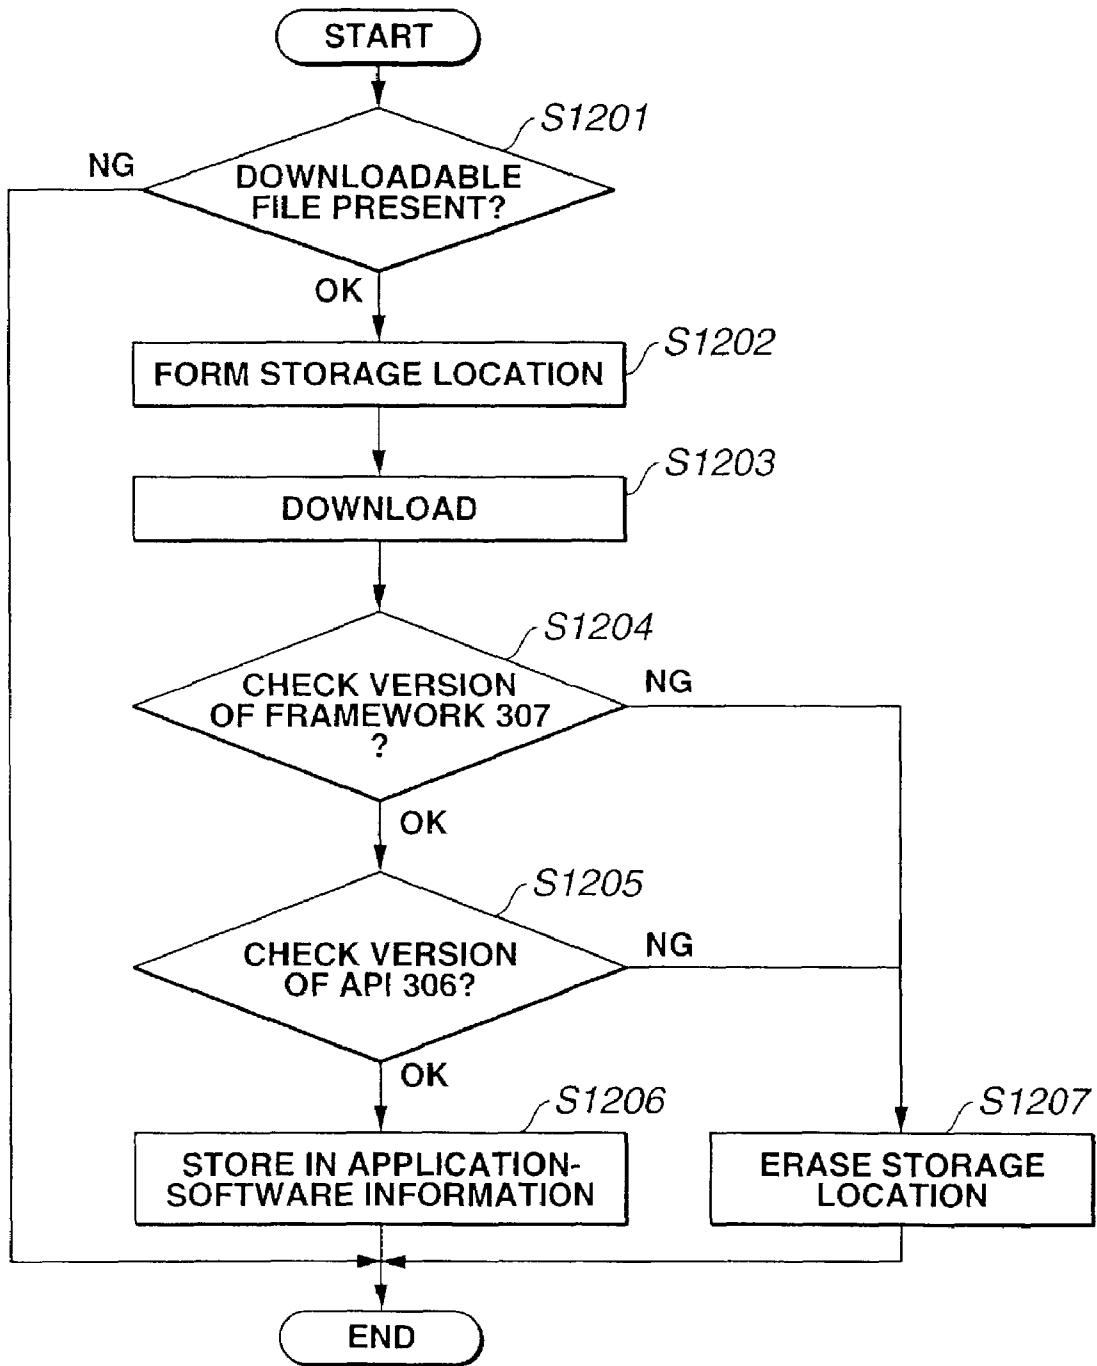 START
S1201
NG
DOWNLOADABLE
FILE PRESENT?
OK
S1202
FORM STORAGE LOCATION
S1203
DOWNLOAD
S1204
CHECK VERSION
OF FRAMEWORK 307
?
NG
OK
S1205
CHECK VERSION
OF API 306?
NG
OK
S1206
STORE IN APPLICATION-
SOFTWARE INFORMATION
S1207
ERASE STORAGE
LOCATION
END